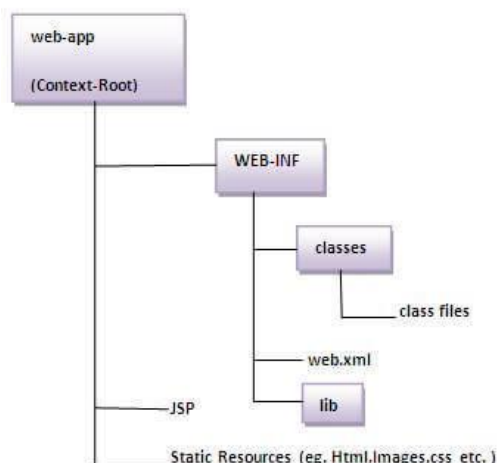 web-app
(Context-Root)
WEB-INF
classes
class files
web.xml
lib
JSP
Static Resources (eg. Html,Images,css etc. )